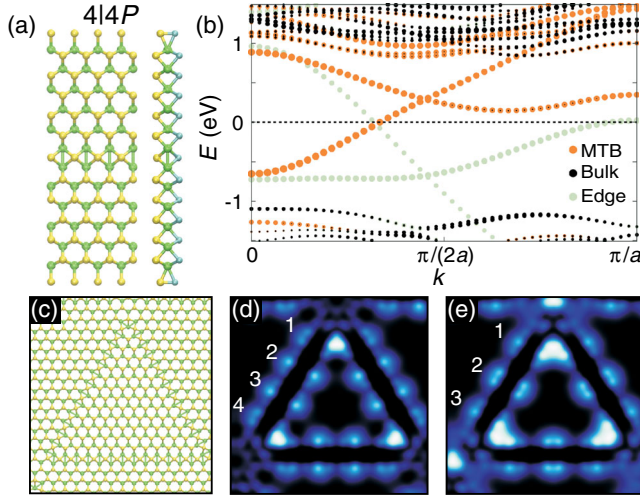 (a)
4|4P
(b)
E (eV)
1
0
-1
MTB
Bulk
Edge
0
π/(2a)
π/a
k
(c)
(d)
1
2
3
4
(e)
1
2
3